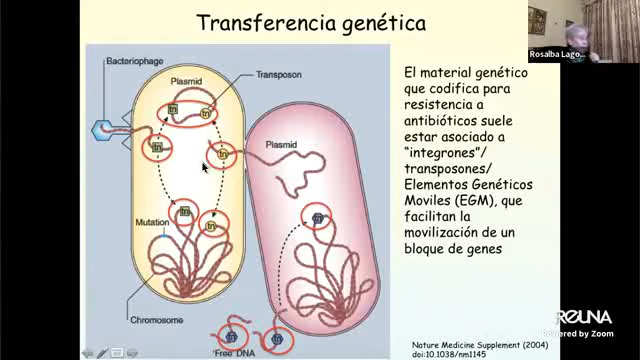 Transferencia genética
Rosalba Lago...
Bacteriophage
Plasmid
Transposon
tn
tn
tn
tn
Plasmid
tn
tn
Mutation
Chromosome
"Free" DNA
El material genético
que codifica para
resistencia a
antibióticos suele
estar asociado a
"integrones"/
transposones/
Elementos Genéticos
Moviles (EGM), que
facilitan la
movilización de un
bloque de genes
REUNA
Powered by Zoom
Nature Medicine Supplement (2004)
doi:10.1038/nm1145